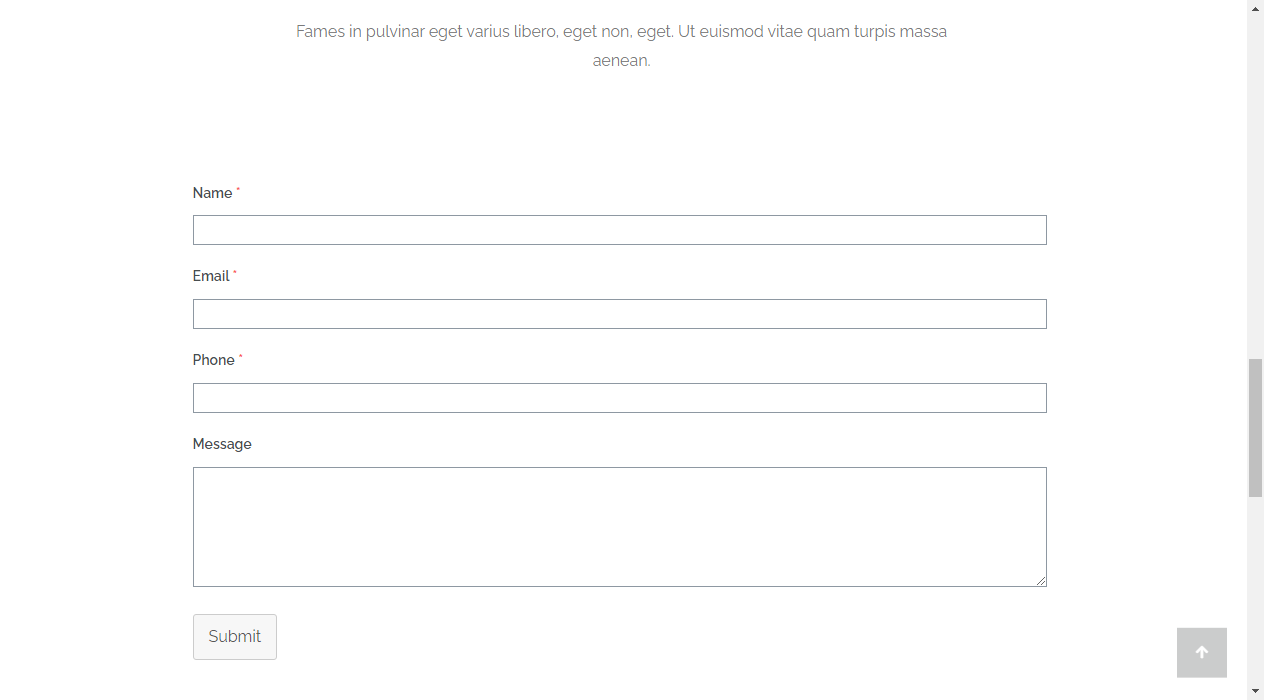 Fames in pulvinar eget varius libero, eget non, eget. Ut euismod vitae quam turpis massa
aenean.
Name *
Email *
Phone *
Message
Submit